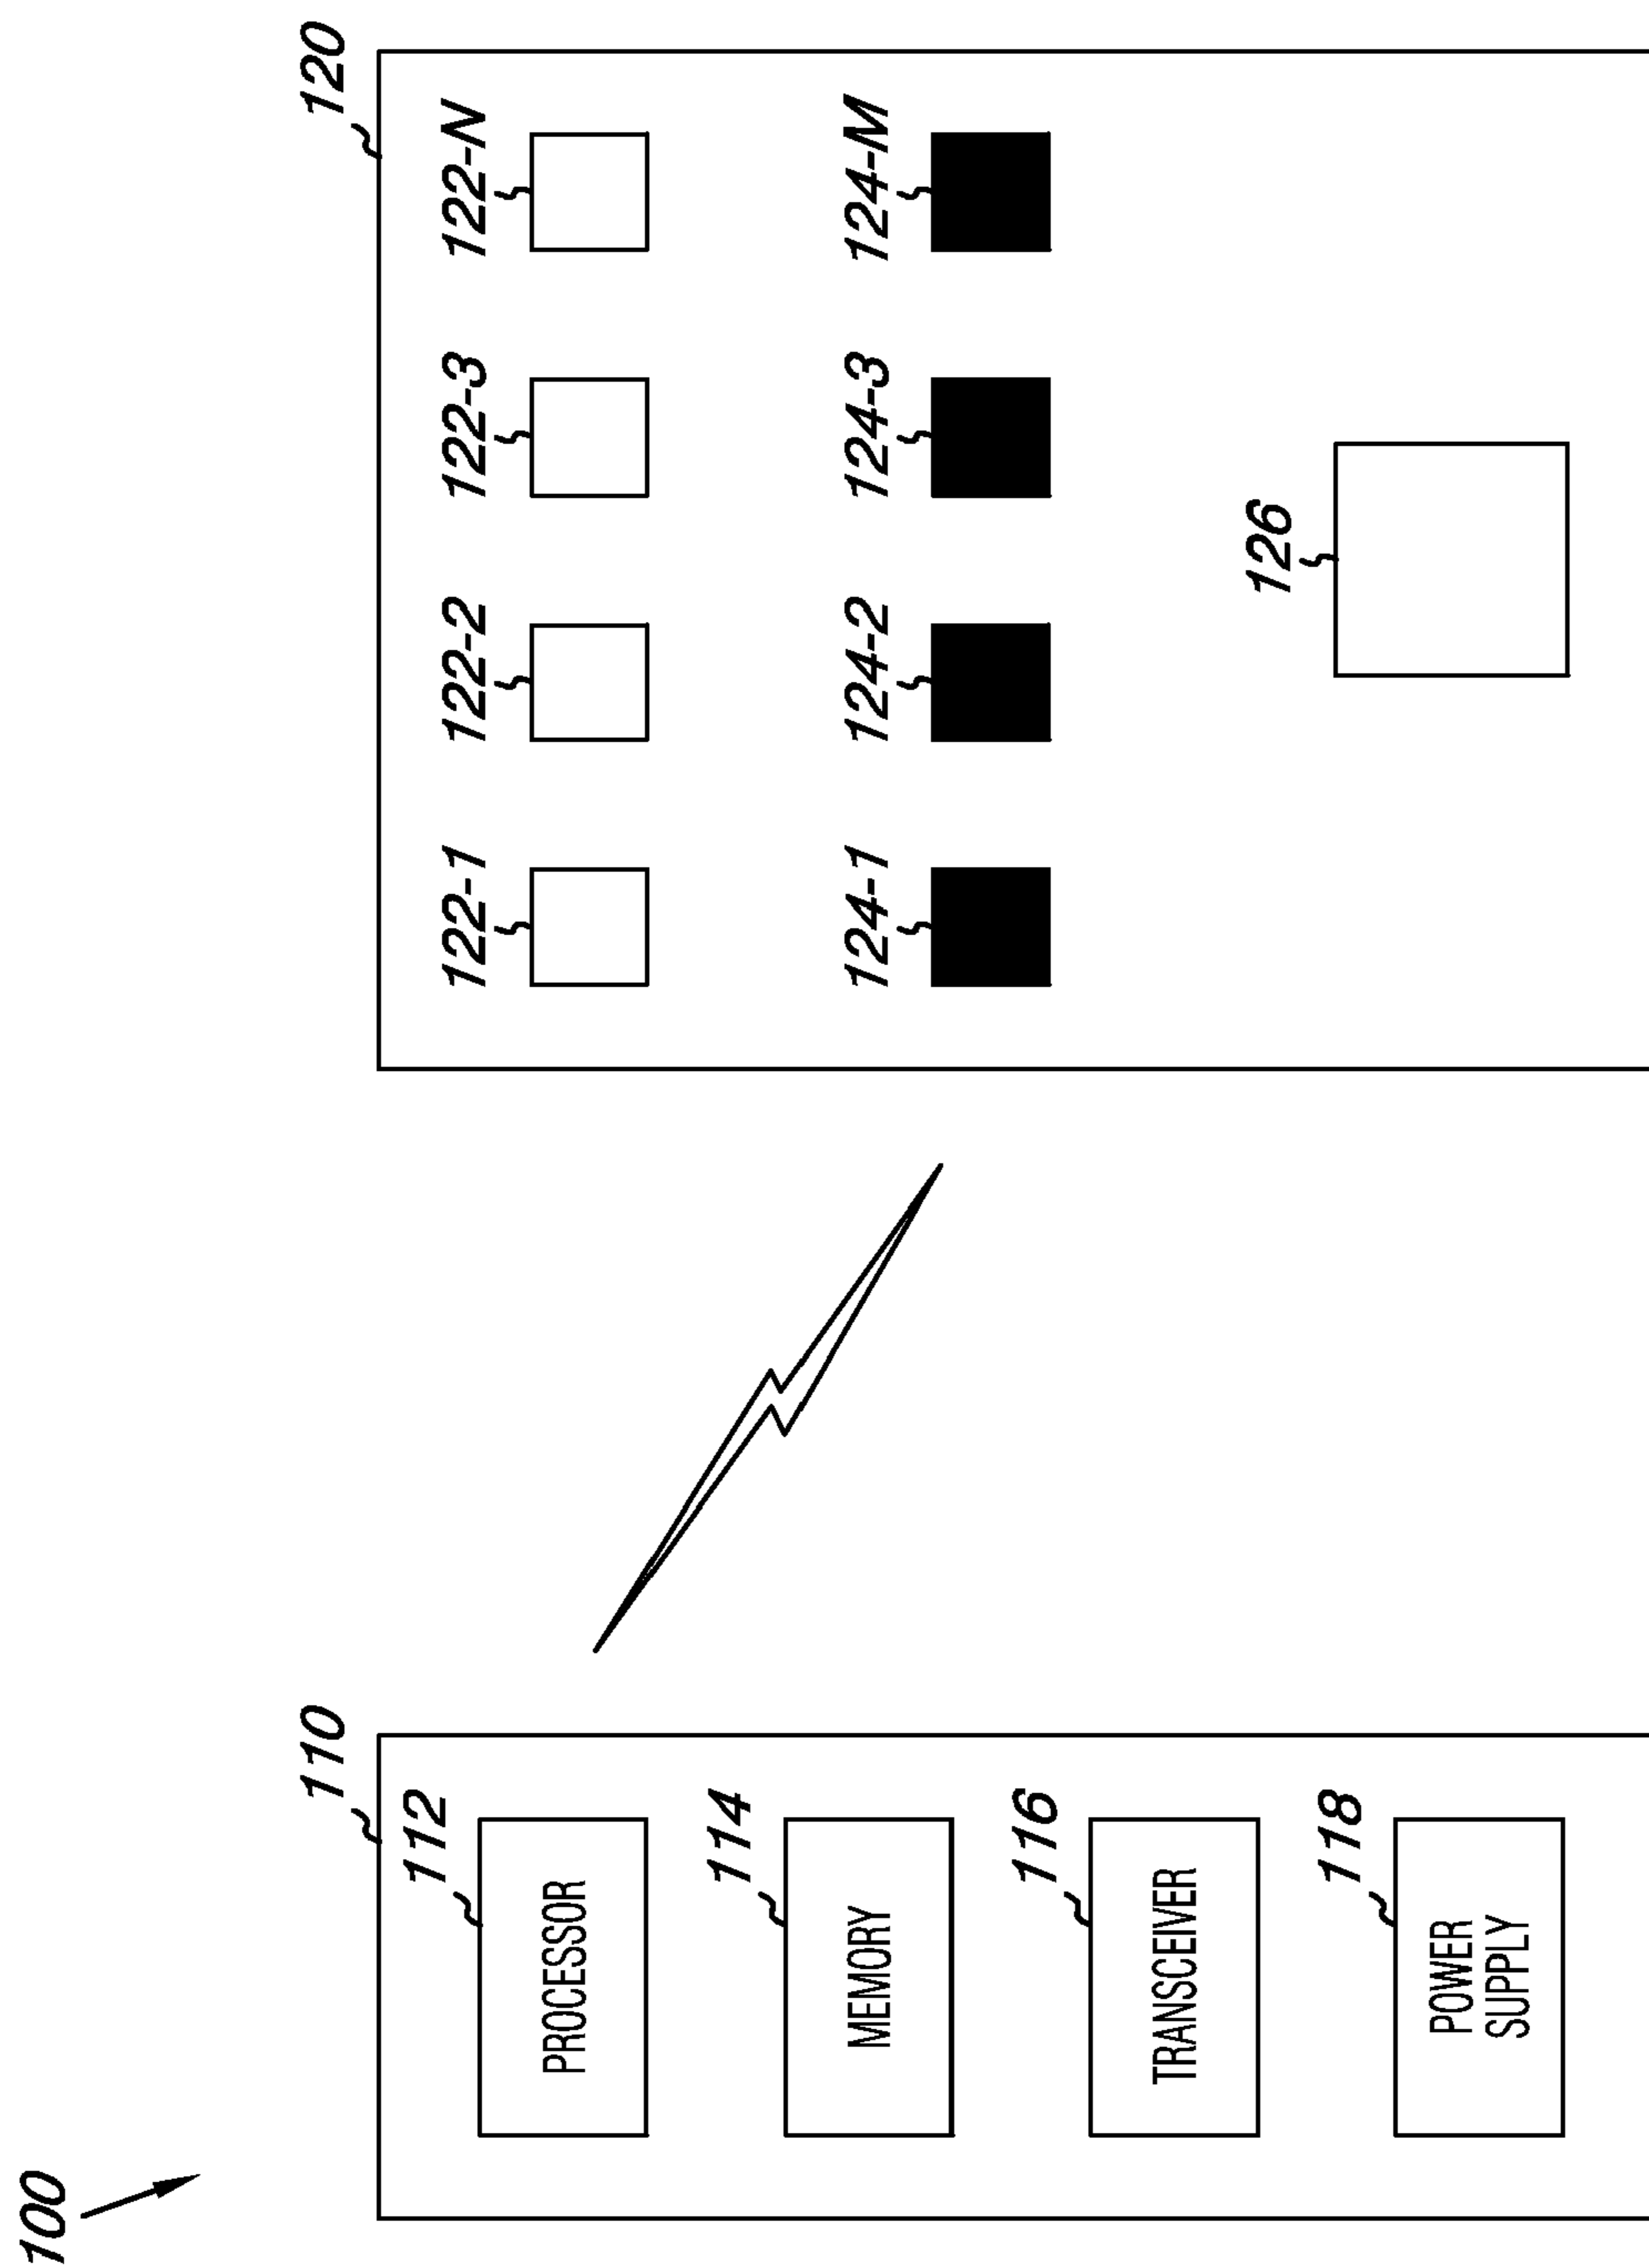 100
110
112
PROCESSOR
114
MEMORY
116
TRANSCEIVER
118
POWER
SUPPLY
120
122-1 122-2 122-3 122-N
124-1 124-2 124-3 124-M
126